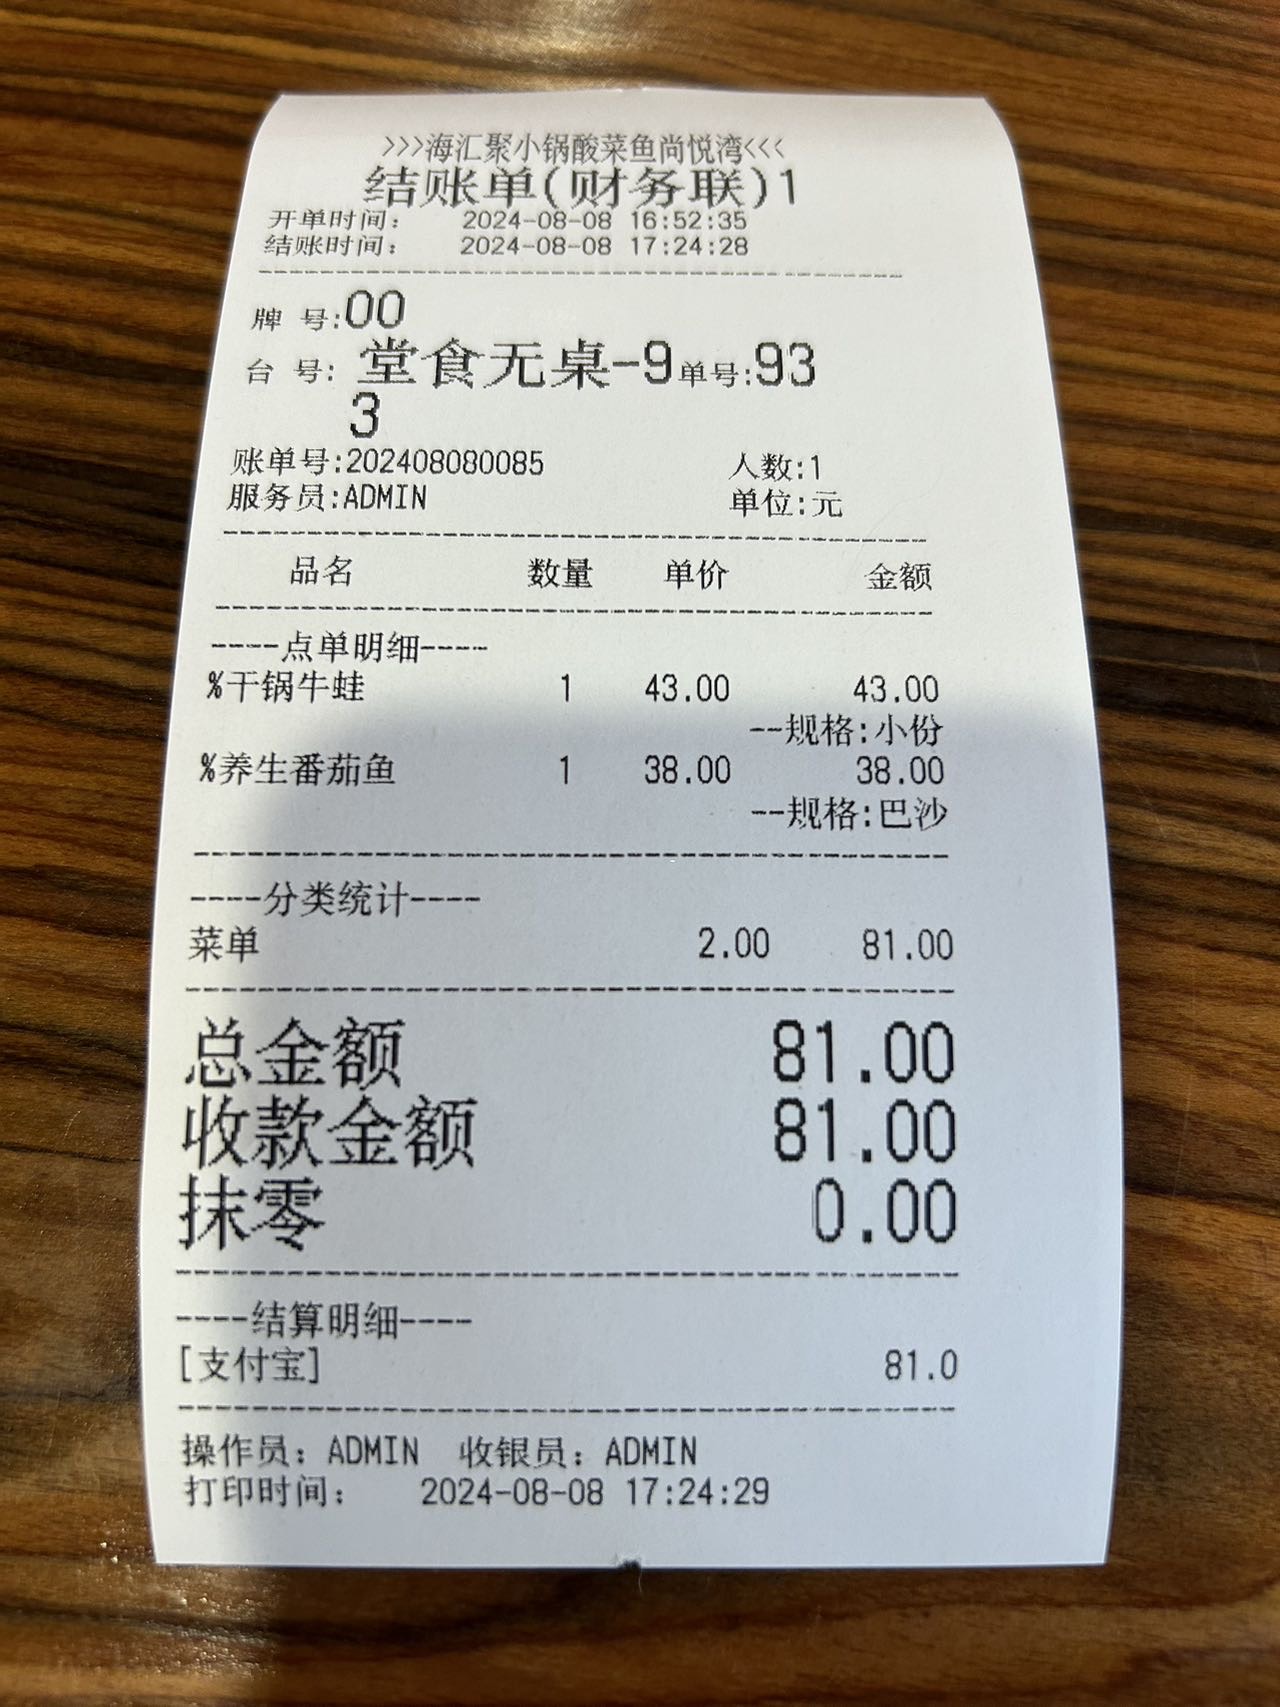 >>>海汇聚小锅酸菜鱼尚悦湾<<<
结账单(财务联)1
开单时间: 2024-08-08 16:52:35
结账时间: 2024-08-08 17:24:28
牌 号:00
台 号: 堂食无桌-9单号:93
3
账单号:202408080085 人数:1
服务员:ADMIN 单位:元
品名 数量 单价 金额
----点单明细----
%干锅牛蛙 1 43.00 43.00
--规格:小份
%养生番茄鱼 1 38.00 38.00
--规格:巴沙
----分类统计----
菜单 2.00 81.00
总金额 81.00
收款金额 81.00
抹零 0.00
----结算明细----
[支付宝] 81.0
操作员: ADMIN 收银员: ADMIN
打印时间: 2024-08-08 17:24:29